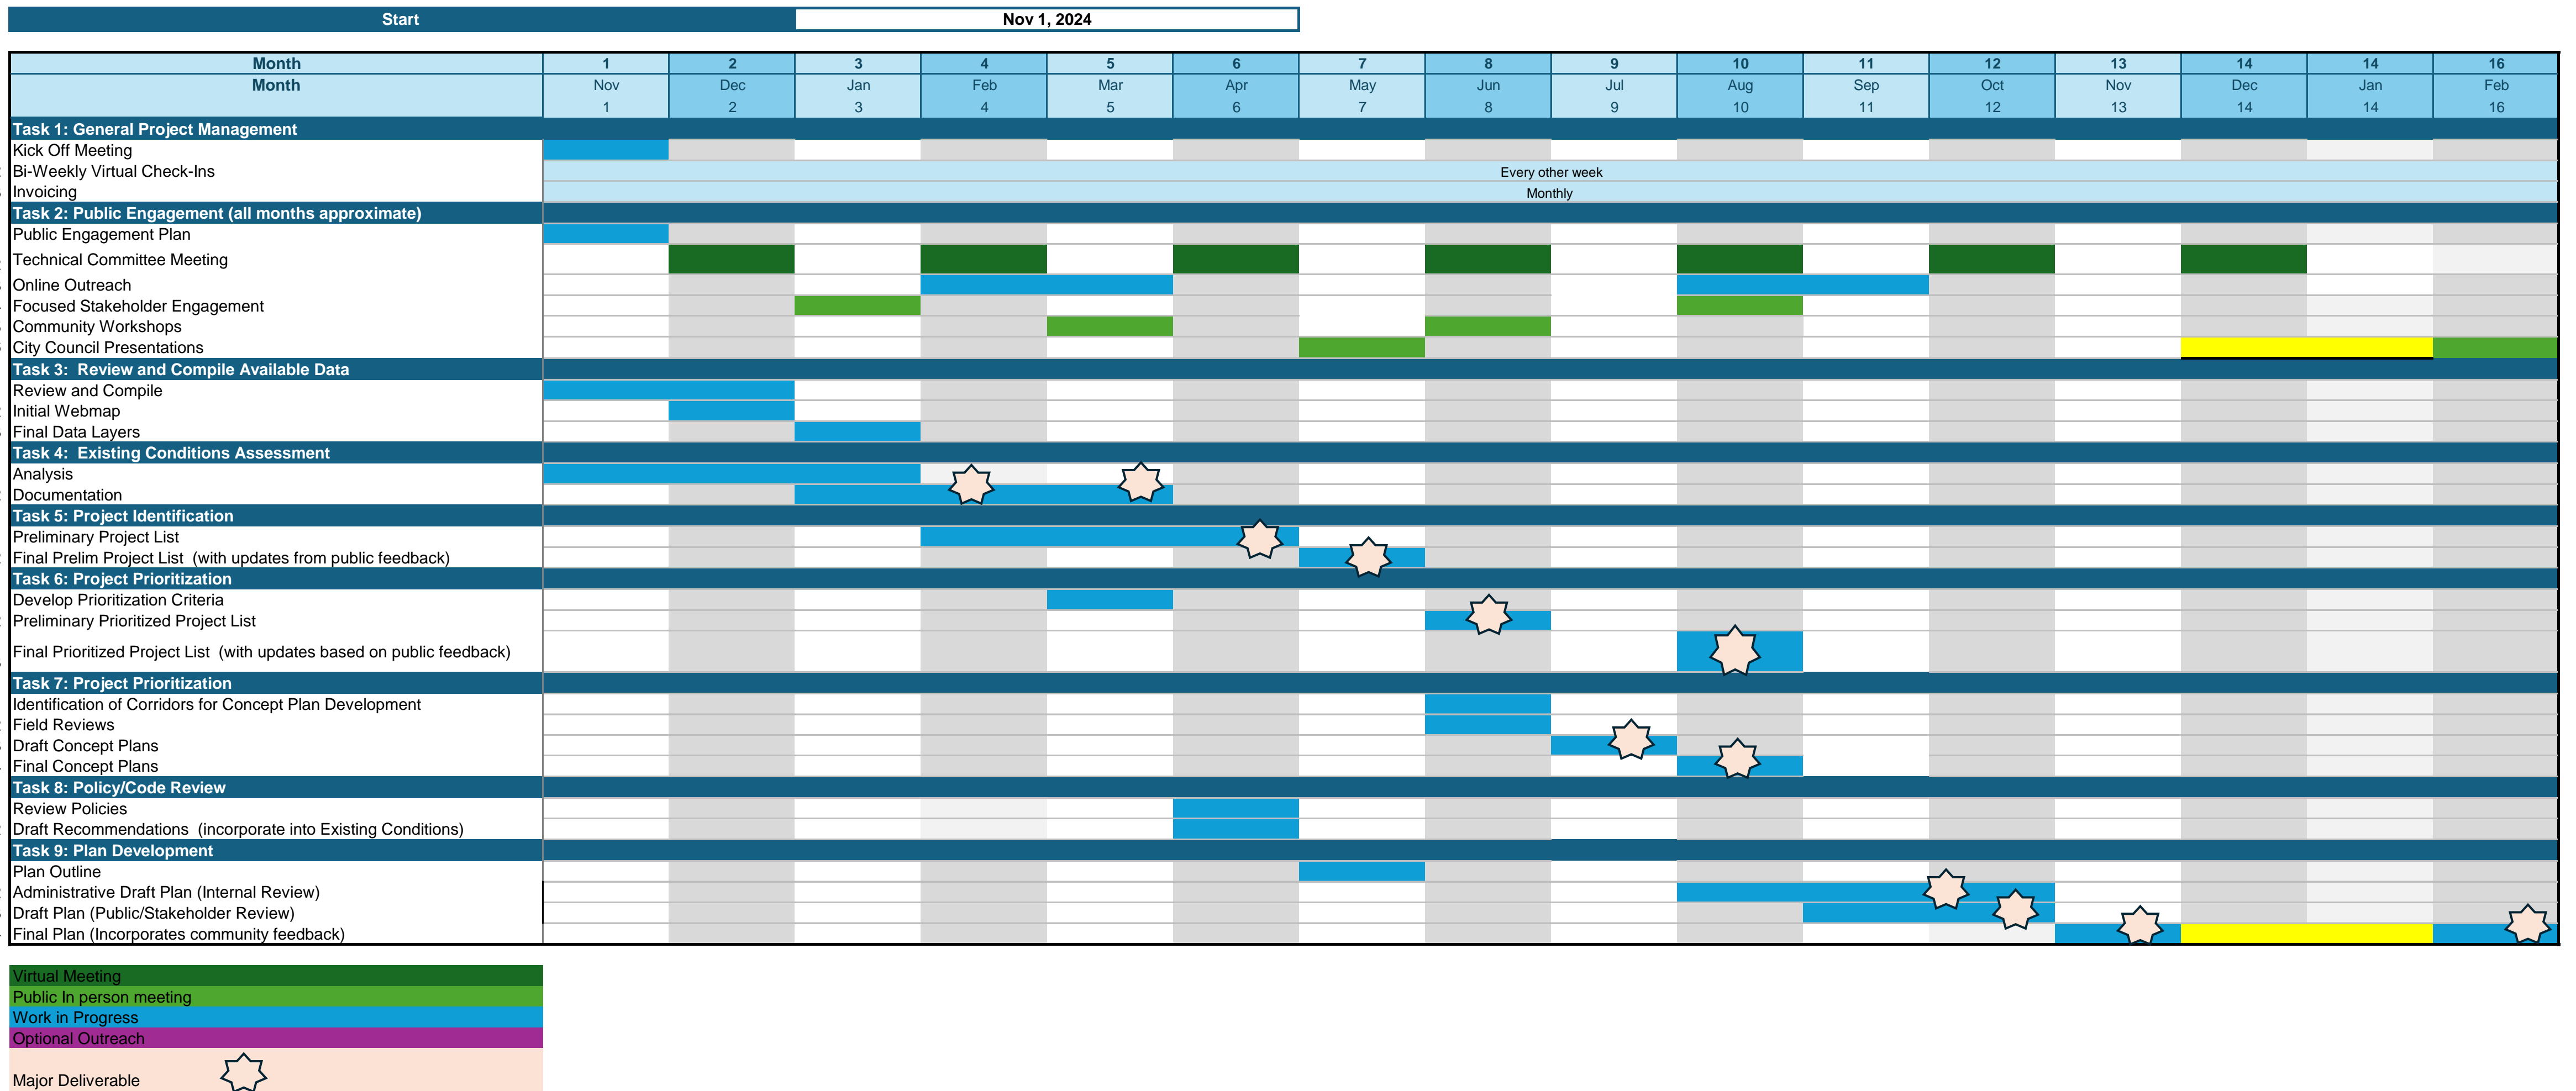 Start Nov 1, 2024
Month 1 2 3 4 5 6 7 8 9 10 11 12 13 14 14 16
Month Nov Dec Jan Feb Mar Apr May Jun Jul Aug Sep Oct Nov Dec Jan Feb
1 2 3 4 5 6 7 8 9 10 11 12 13 14 14 16
Task 1: General Project Management
Kick Off Meeting
Bi-Weekly Virtual Check-Ins Every other week
Invoicing Monthly
Task 2: Public Engagement (all months approximate)
Public Engagement Plan
Technical Committee Meeting
Online Outreach
Focused Stakeholder Engagement
Community Workshops
City Council Presentations
Task 3: Review and Compile Available Data
Review and Compile
Initial Webmap
Final Data Layers
Task 4: Existing Conditions Assessment
Analysis
Documentation
Task 5: Project Identification
Preliminary Project List
Final Prelim Project List (with updates from public feedback)
Task 6: Project Prioritization
Develop Prioritization Criteria
Preliminary Prioritized Project List
Final Prioritized Project List (with updates based on public feedback)
Task 7: Project Prioritization
Identification of Corridors for Concept Plan Development
Field Reviews
Draft Concept Plans
Final Concept Plans
Task 8: Policy/Code Review
Review Policies
Draft Recommendations (incorporate into Existing Conditions)
Task 9: Plan Development
Plan Outline
Administrative Draft Plan (Internal Review)
Draft Plan (Public/Stakeholder Review)
Final Plan (Incorporates community feedback)
Virtual Meeting
Public In person meeting
Work in Progress
Optional Outreach
Major Deliverable